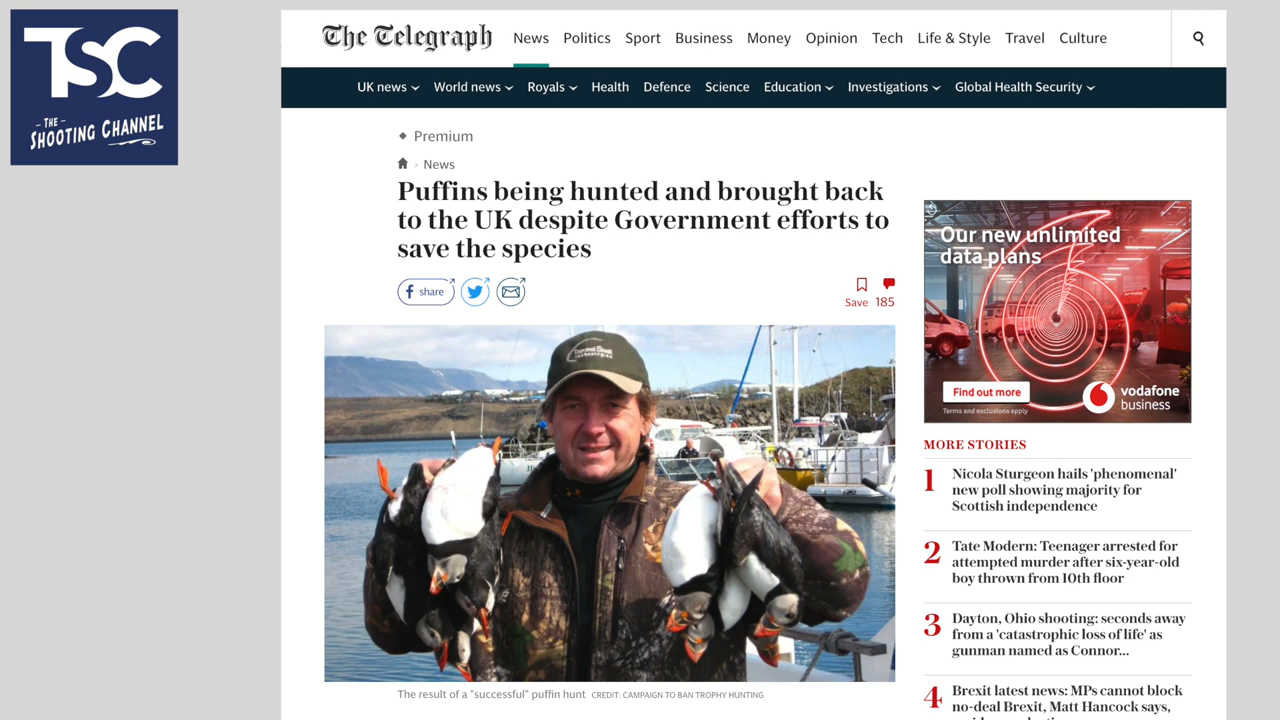 TSC
- THE -
SHOOTING CHANNEL
The Telegraph
News Politics Sport Business Money Opinion Tech Life & Style Travel Culture
UK news World news Royals Health Defence Science Education Investigations Global Health Security
Premium
News
Puffins being hunted and brought back
to the UK despite Government efforts to
save the species
share
Save 185
The result of a "successful" puffin hunt CREDIT: CAMPAIGN TO BAN TROPHY HUNTING
Our new unlimited
data plans
Find out more
Terms and exclusions apply
vodafone
business
MORE STORIES
1 Nicola Sturgeon hails 'phenomenal'
new poll showing majority for
Scottish independence
2 Tate Modern: Teenager arrested for
attempted murder after six-year-old
boy thrown from 10th floor
3 Dayton, Ohio shooting: seconds away
from a 'catastrophic loss of life' as
gunman named as Connor...
4 Brexit latest news: MPs cannot block
no-deal Brexit, Matt Hancock says,